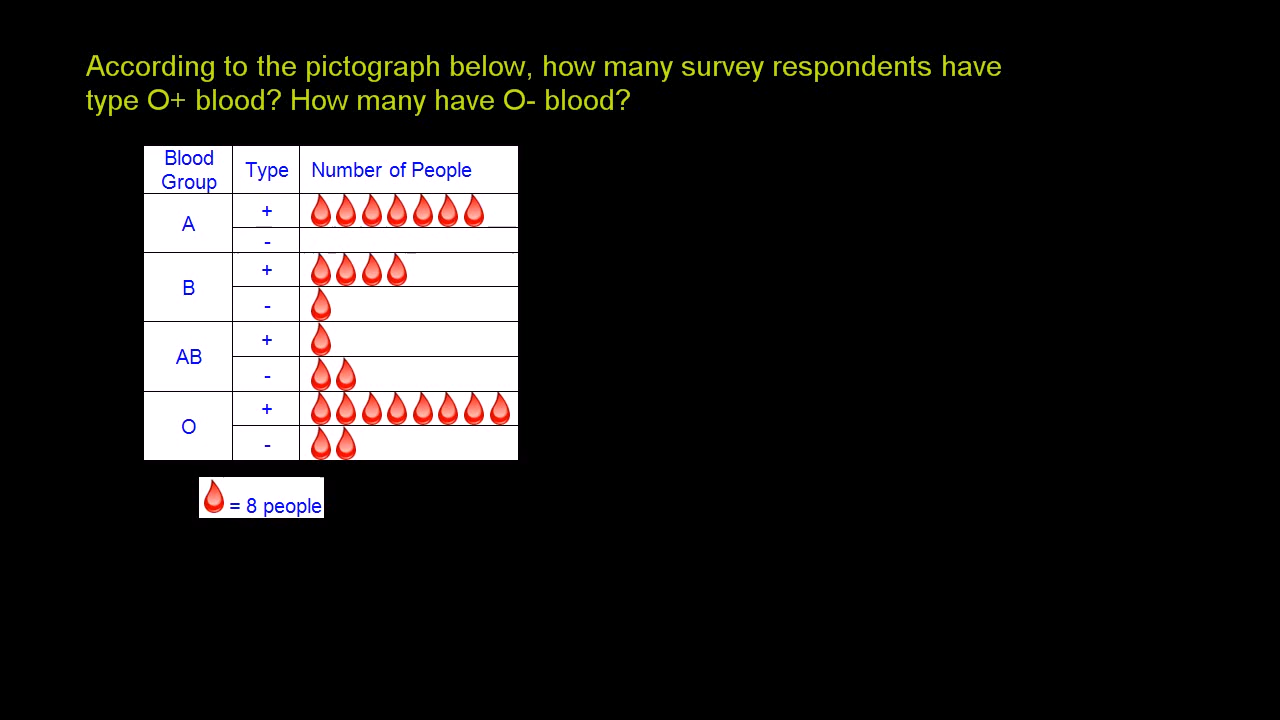 According to the pictograph below, how many survey respondents have
type O+ blood? How many have O- blood?
Blood
Group
Type
Number of People
A
+
-
B
+
-
AB
+
-
O
+
-
= 8 people